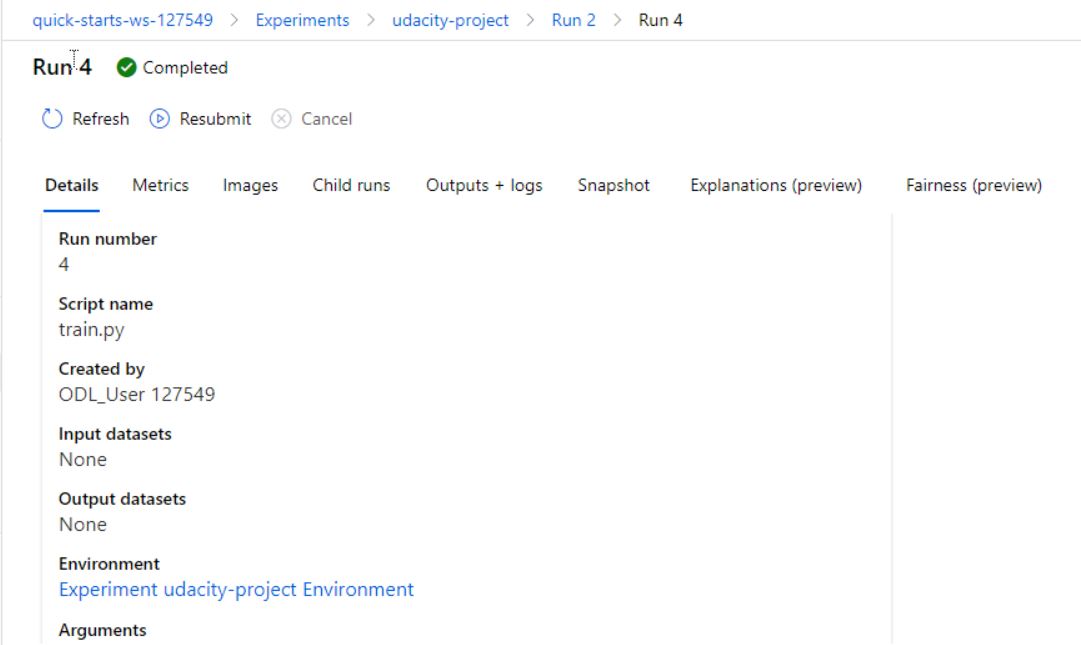 quick-starts-ws-127549 > Experiments > udacity-project > Run 2 > Run 4
Run 4 Completed
Refresh Resubmit Cancel
Details Metrics Images Child runs Outputs + logs Snapshot Explanations (preview) Fairness (preview)
Run number
4
Script name
train.py
Created by
ODL_User 127549
Input datasets
None
Output datasets
None
Environment
Experiment udacity-project Environment
Arguments